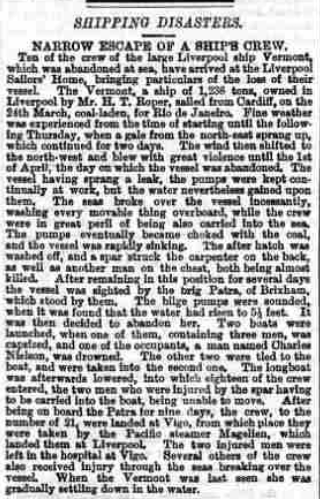 SHIPPING DISASTERS.
NARROW ESCAPE OF A SHIP'S CREW.
Ten of the crew of the large Liverpool ship Vermont,
which was abandoned at sea, have arrived at the Liverpool
Sailors' Home, bringing particulars of the loss of their
vessel. The Vermont, a ship of 1,238 tons, owned in
Liverpool by Mr. H. T. Roper, sailed from Cardiff, on the
24th March, coal-laden, for Rio de Janeiro. Fine weather
was experienced from the time of starting until the follow-
ing Thursday, when a gale from the north-east sprang up,
which continued for two days. The wind then shifted to
the north-west and blew with great violence until the 1st
of April, the day on which the vessel was abandoned. The
vessel having sprung a leak, the pumps were kept con-
tinually at work, but the water nevertheless gained upon
them. The seas broke over the vessel incessantly,
washing every movable thing overboard, while the crew
were in great peril of being also carried into the sea.
The pumps eventually became choked with the coal,
and the vessel was rapidly sinking. The after hatch was
washed off, and a spar struck the carpenter on the back,
as well as another man on the chest, both being almost
killed. After remaining in this position for several days
the vessel was sighted by the brig Patra, of Brixham,
which stood by them. The bilge pumps were sounded,
when it was found that the water had risen to 5½ feet. It
was then decided to abandon her. Two boats were
launched, when one of them, containing three men, was
capsized, and one of the occupants, a man named Charles
Nielson, was drowned. The other two were tied to the
boat, and were taken into the second one. The longboat
was afterwards lowered, into which eighteen of the crew
entered, the two men who were injured by the spar having
to be carried into the boat, being unable to move. After
being on board the Patra for nine days, the crew, to the
number of 21, were landed at Vigo, from which place they
were taken by the Pacific steamer Magellen, which
landed them at Liverpool. The two injured men were
left in the hospital at Vigo. Several others of the crew
also received injury through the seas breaking over the
vessel. When the Vermont was last seen she was
gradually settling down in the water.